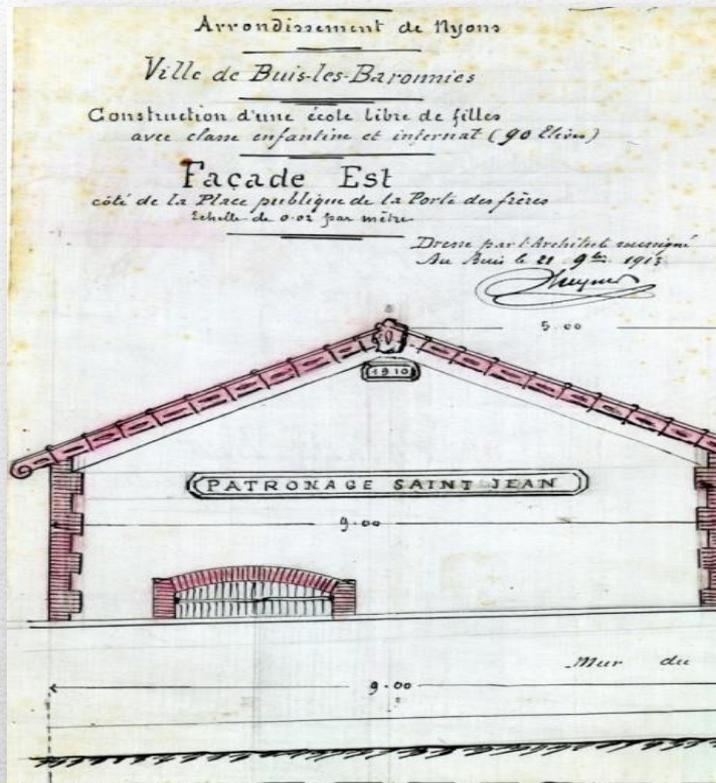 Arrondissement de Nyons
Ville de Buis-les-Baronnies
Construction d'une école libre de filles
avec classe enfantine et internat (90 Elèves)
Façade Est
côté de la Place publique de la Porte des frères
Echelle de 0.02 par mètre
Dressé par l'Architecte soussigné
Au Buis le 21 9bre 1913
5.00
1910
PATRONAGE SAINT JEAN
9.00
Mur du
9.00